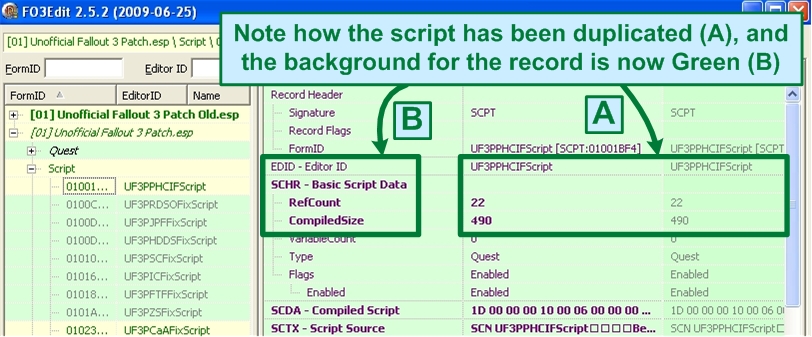 FO3Edit 2.5.2 (2009-06-25)
Note how the script has been duplicated (A), and
the background for the record is now Green (B)
[01] Unofficial Fallout 3 Patch.esp \ Script \ 0
FormID
Editor ID
FormID EditorID Name
[01] Unofficial Fallout 3 Patch Old.esp
[01] Unofficial Fallout 3 Patch.esp
Quest
Script
01001... UF3PPHCIFScript
0100C... UF3PRDSOFixScript
0100D... UF3PJPFFixScript
0100D... UF3PHDDSFixScript
01010... UF3PSCFixScript
01016... UF3PICFixScript
01018... UF3PFTFFixScript
0101A... UF3PZSFixScript
01023... UF3PCaAFixScript
B
A
Record Header
Signature SCPT SCPT
Record Flags
FormID UF3PPHCIFScript [SCPT:01001BF4] UF3PPHCIFScript [SCPT
EDID - Editor ID UF3PPHCIFScript UF3PPHCIFScript
SCHR - Basic Script Data
RefCount 22 22
CompiledSize 490 490
VariableCount 0 0
Type Quest Quest
Flags Enabled Enabled
Enabled Enabled Enabled
SCDA - Compiled Script 1D 00 00 00 10 00 06 00 00 00 ... 1D 00 00 00 10 00 06 0
SCTX - Script Source SCN UF3PPHCIFScript□□□□Be... SCN UF3PPHCIFScript□